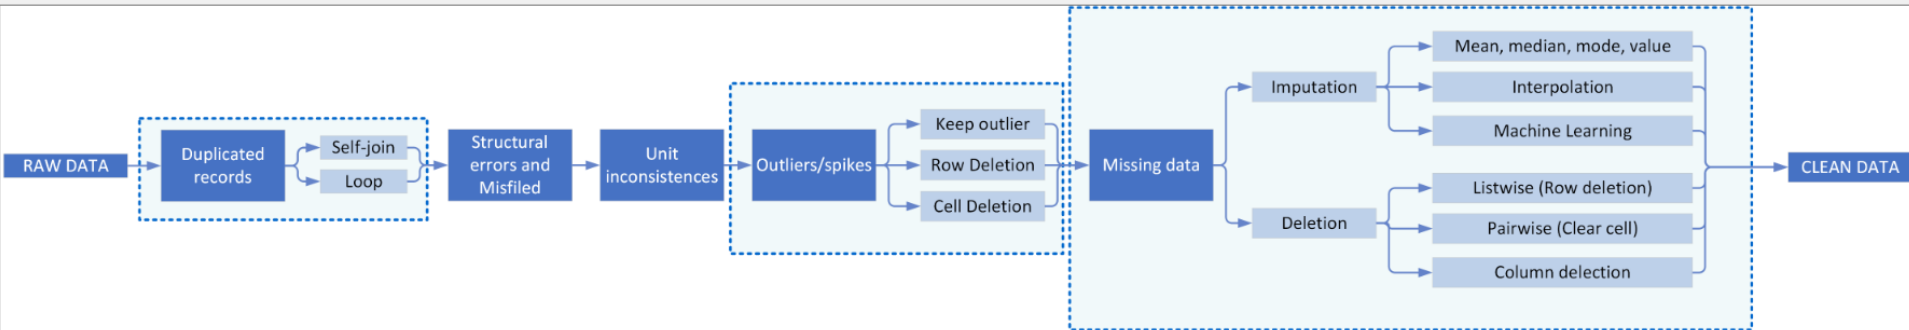 RAW DATA
Duplicated
records
Self-join
Loop
Structural
errors and
Misfiled
Unit
inconsistences
Outliers/spikes
Keep outlier
Row Deletion
Cell Deletion
Missing data
Imputation
Mean, median, mode, value
Interpolation
Machine Learning
Deletion
Listwise (Row deletion)
Pairwise (Clear cell)
Column delection
CLEAN DATA